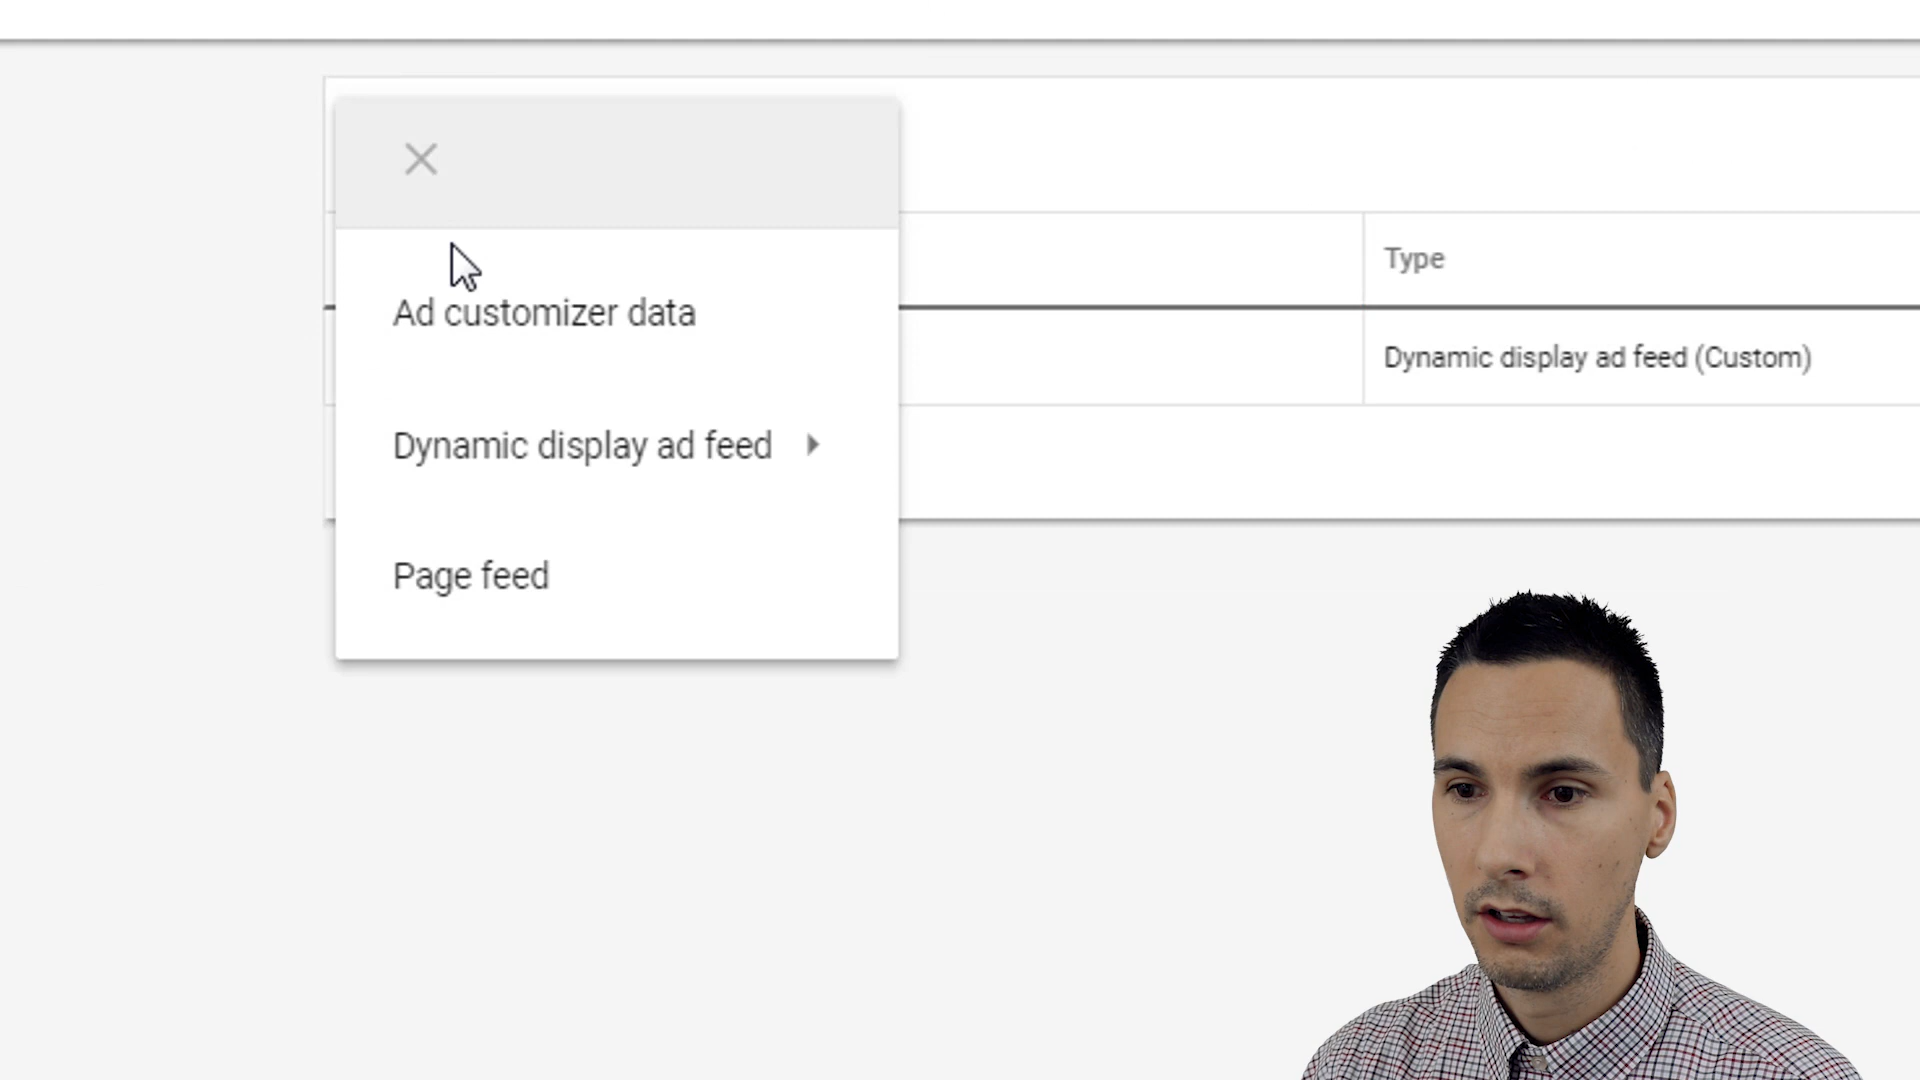 Type
Ad customizer data
Dynamic display ad feed (Custom)
Dynamic display ad feed
Page feed